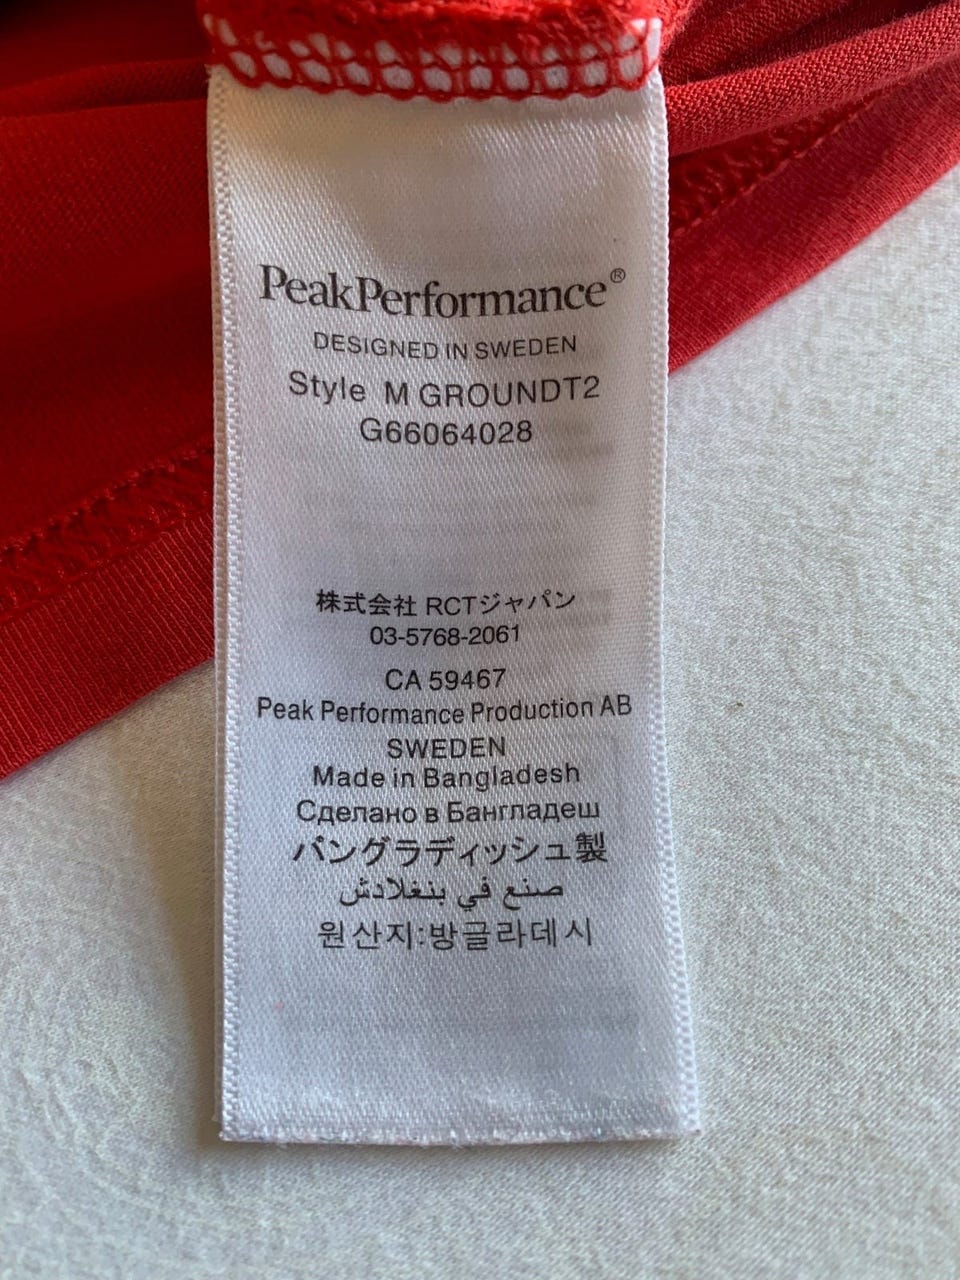 PeakPerformance®
DESIGNED IN SWEDEN
Style M GROUNDT2
G66064028
株式会社 RCTジャパン
03-5768-2061
CA 59467
Peak Performance Production AB
SWEDEN
Made in Bangladesh
Сделано в Бангладеш
バングラディッシュ製
صنع في بنغلادش
원산지:방글라데시